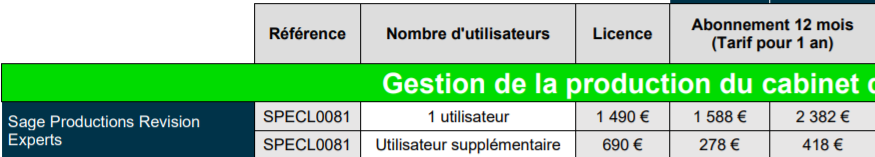 Référence Nombre d'utilisateurs Licence Abonnement 12 mois
(Tarif pour 1 an)
Gestion de la production du cabinet
Sage Productions Revision
Experts
SPECL0081 1 utilisateur 1 490 € 1 588 € 2 382 €
SPECL0081 Utilisateur supplémentaire 690 € 278 € 418 €